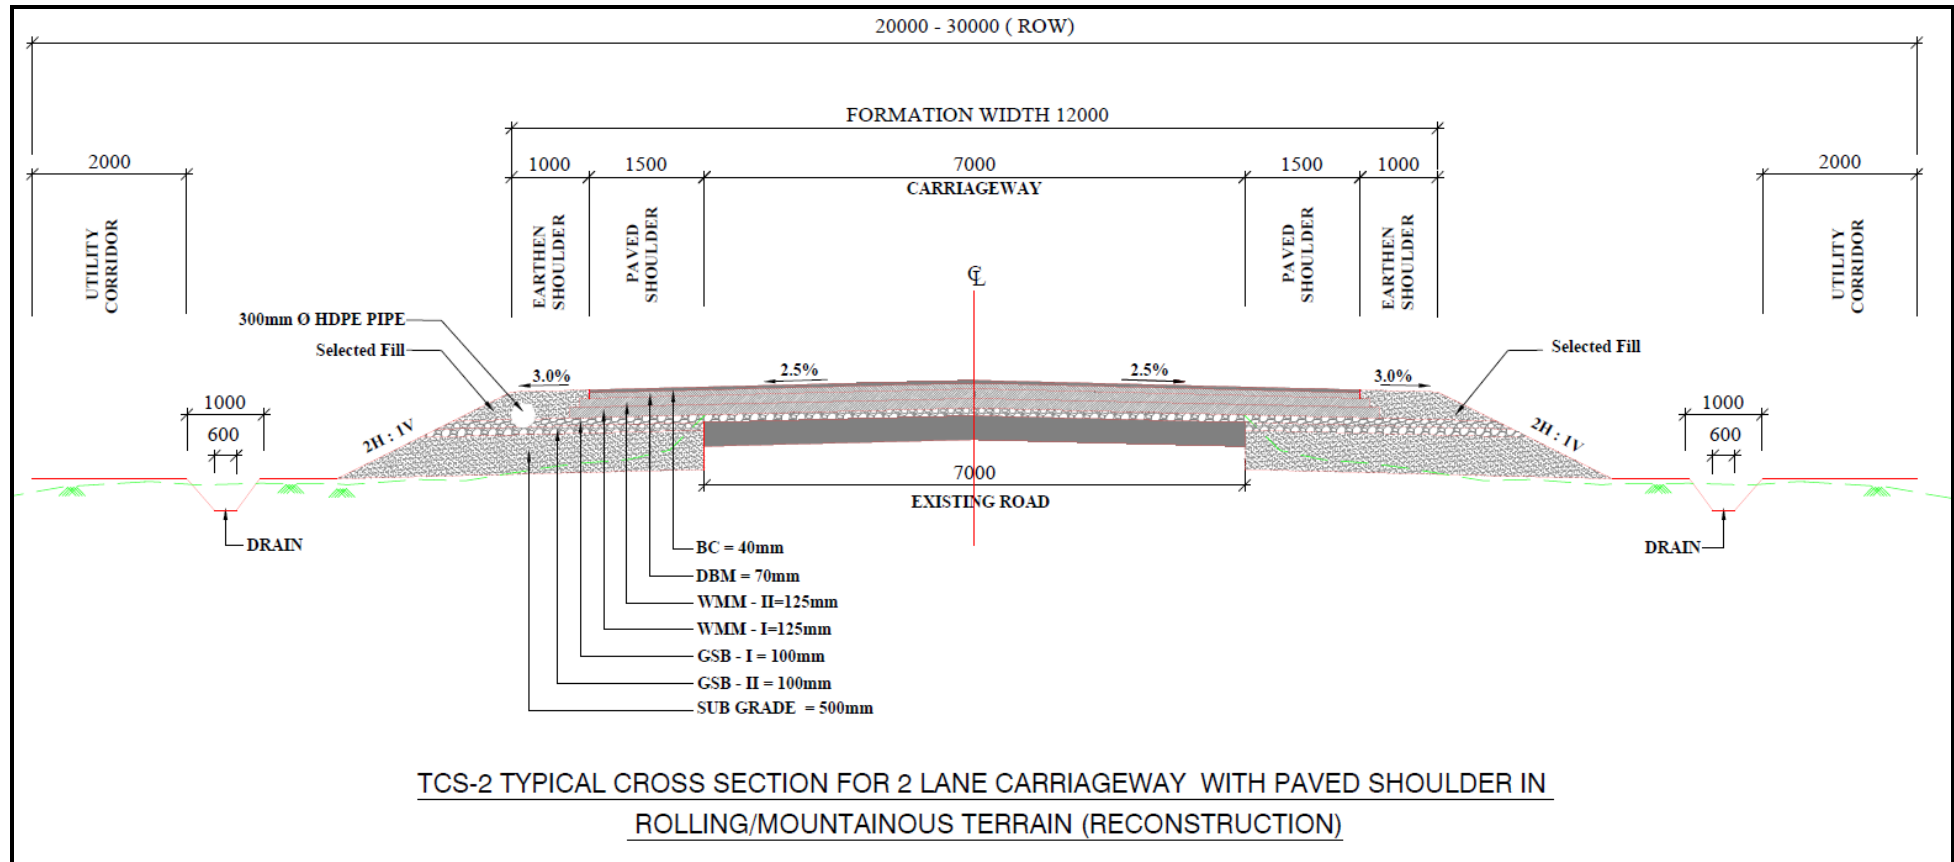 20000 - 30000 ( ROW)
FORMATION WIDTH 12000
2000
1000
1500
7000
1500
1000
2000
CARRIAGEWAY
UTILITY
CORRIDOR
EARTHEN
SHOULDER
PAVED
SHOULDER
PAVED
SHOULDER
EARTHEN
SHOULDER
UTILITY
CORRIDOR
℄
300mm Ø HDPE PIPE
Selected Fill
Selected Fill
3.0%
2.5%
2.5%
3.0%
1000
600
2H : 1V
2H : 1V
1000
600
7000
EXISTING ROAD
DRAIN
DRAIN
BC = 40mm
DBM = 70mm
WMM - II=125mm
WMM - I=125mm
GSB - I = 100mm
GSB - II = 100mm
SUB GRADE = 500mm
TCS-2 TYPICAL CROSS SECTION FOR 2 LANE CARRIAGEWAY WITH PAVED SHOULDER IN
ROLLING/MOUNTAINOUS TERRAIN (RECONSTRUCTION)